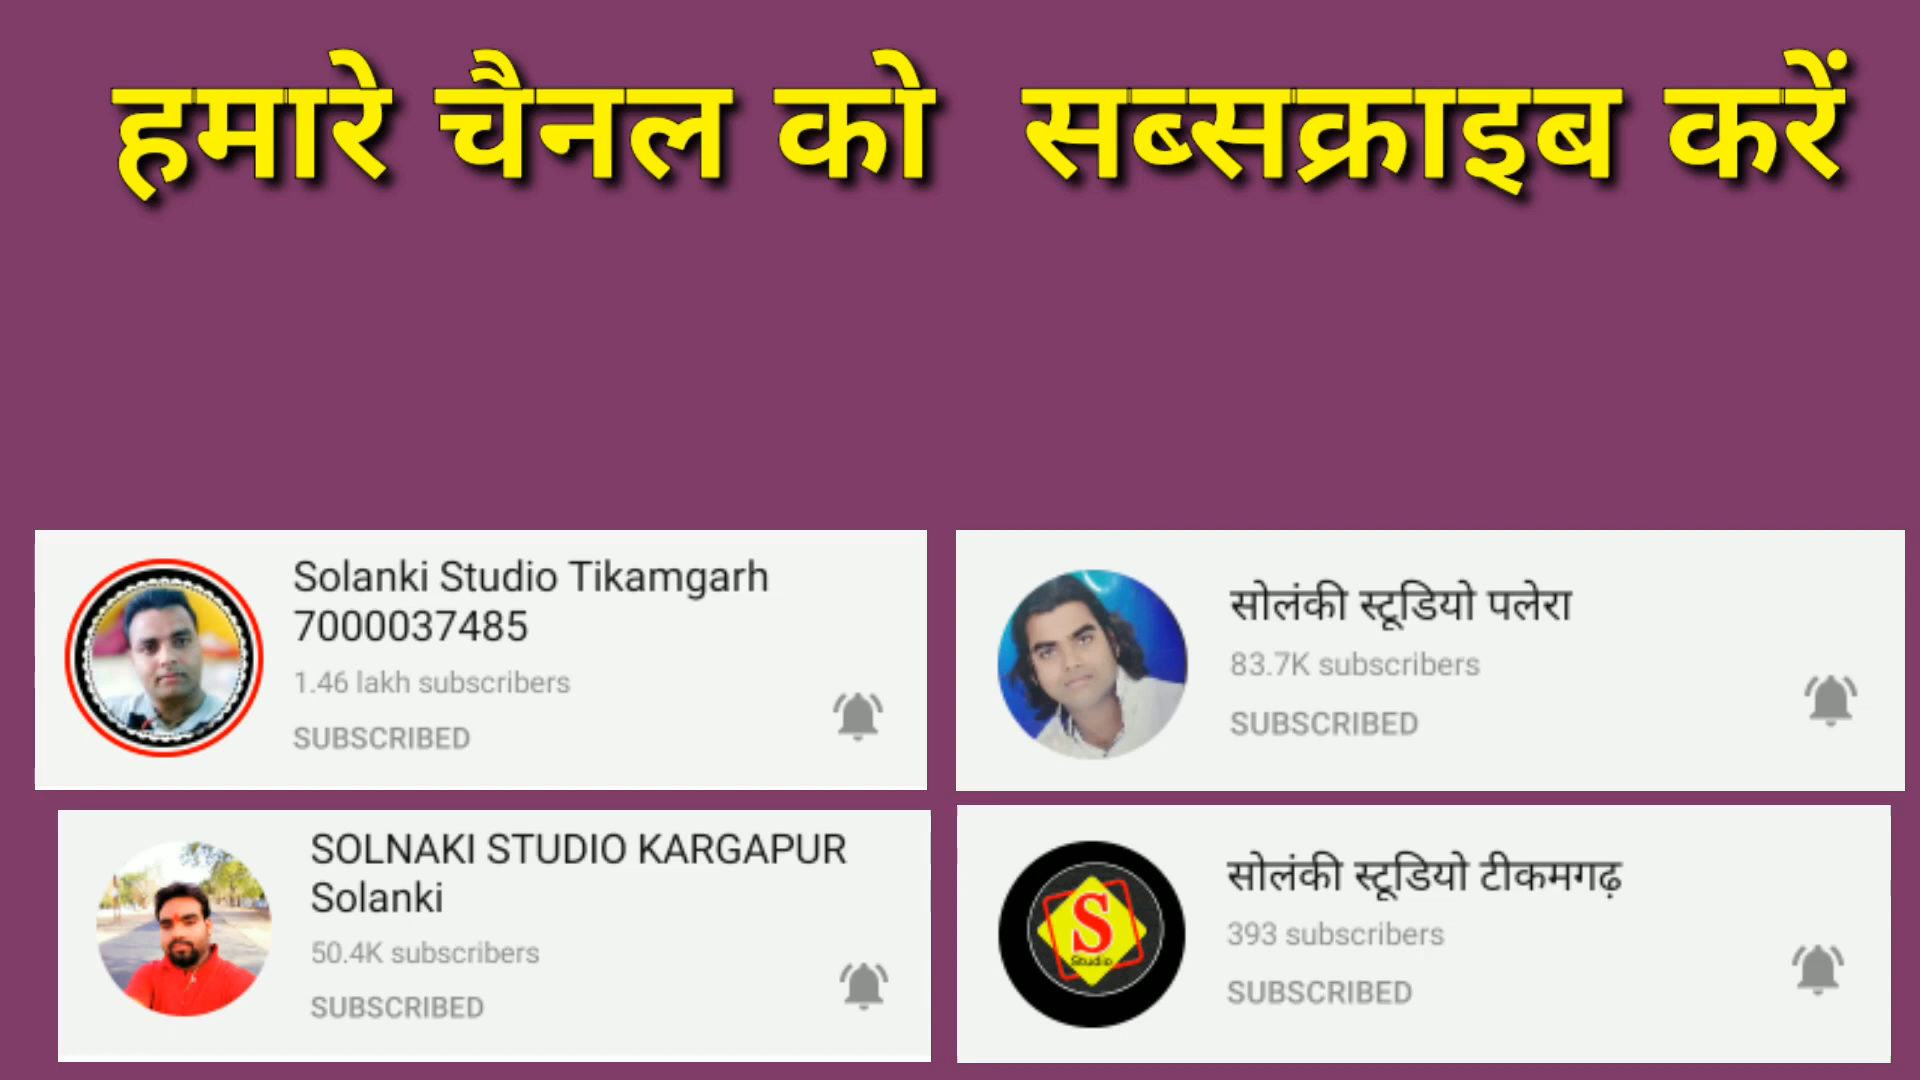 हमारे चैनल को सब्सक्राइब करें
Solanki Studio Tikamgarh
7000037485
1.46 lakh subscribers
SUBSCRIBED
सोलंकी स्टूडियो पलेरा
83.7K subscribers
SUBSCRIBED
SOLNAKI STUDIO KARGAPUR
Solanki
50.4K subscribers
SUBSCRIBED
S
Studio
सोलंकी स्टूडियो टीकमगढ़
393 subscribers
SUBSCRIBED